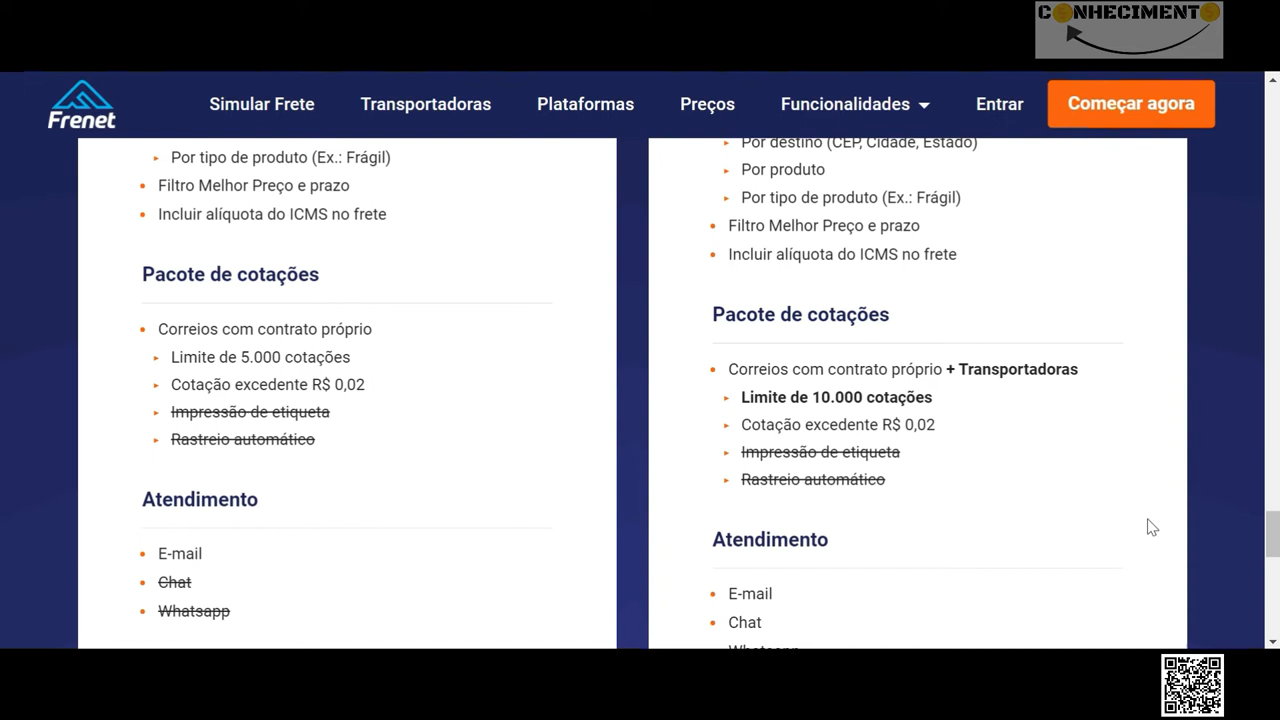 CONHECIMENTO
Frenet
Simular Frete
Transportadoras
Plataformas
Preços
Funcionalidades
Entrar
Começar agora
Por tipo de produto (Ex.: Frágil)
Filtro Melhor Preço e prazo
Incluir alíquota do ICMS no frete
Pacote de cotações
Correios com contrato próprio
Limite de 5.000 cotações
Cotação excedente R$ 0,02
Impressão de etiqueta
Rastreio automático
Atendimento
E-mail
Chat
Whatsapp
Por destino (CEP, Cidade, Estado)
Por produto
Por tipo de produto (Ex.: Frágil)
Filtro Melhor Preço e prazo
Incluir alíquota do ICMS no frete
Pacote de cotações
Correios com contrato próprio + Transportadoras
Limite de 10.000 cotações
Cotação excedente R$ 0,02
Impressão de etiqueta
Rastreio automático
Atendimento
E-mail
Chat
Whatsapp